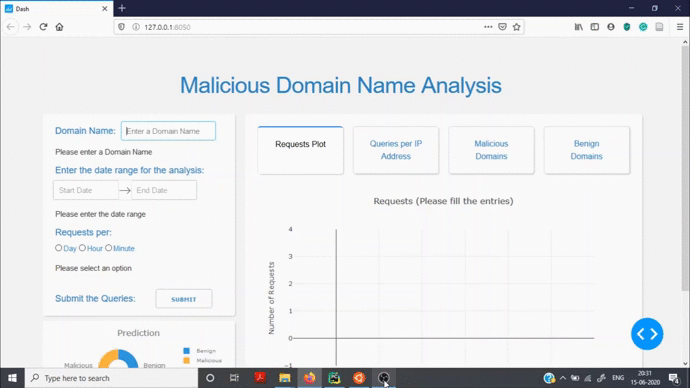 Dash
127.0.0.1:8050
Malicious Domain Name Analysis
Domain Name:
Enter a Domain Name
Please enter a Domain Name
Enter the date range for the analysis:
Start Date
End Date
Please enter the date range
Requests per:
Day
Hour
Minute
Please select an option
Submit the Queries:
SUBMIT
Prediction
Benign
Malicious
Malicious
Benign
Requests Plot
Queries per IP
Address
Malicious
Domains
Benign
Domains
Requests (Please fill the entries)
Number of Requests
4
3
2
1
0
−1
Type here to search
ENG
20:31
15-06-2020